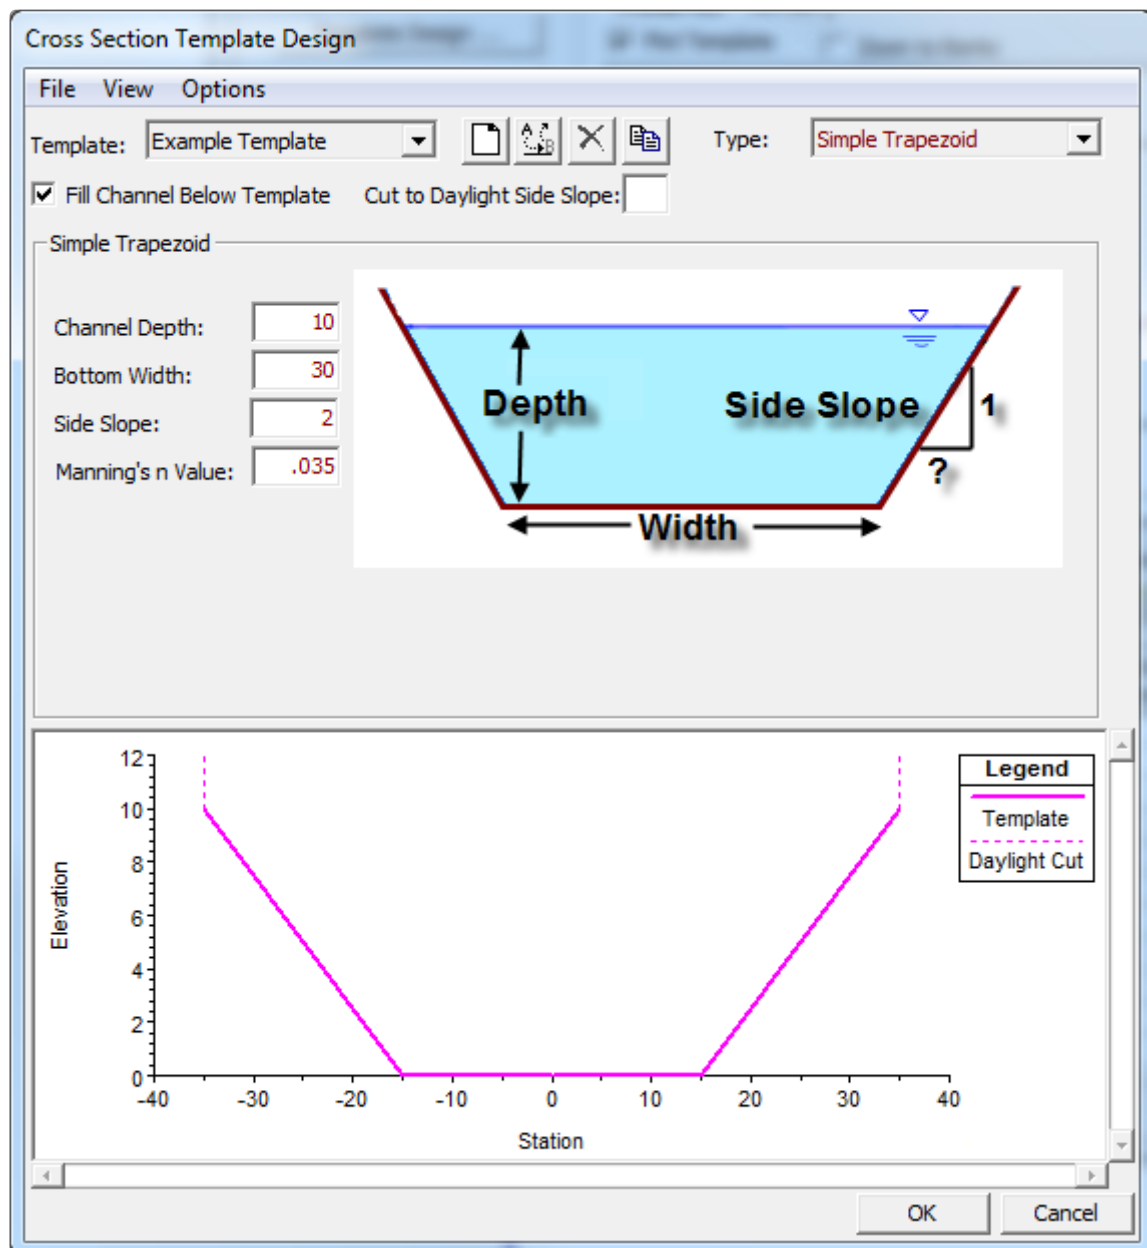 Cross Section Template Design
File View Options
Template: Example Template Type: Simple Trapezoid
Fill Channel Below Template Cut to Daylight Side Slope:
Simple Trapezoid
Channel Depth: 10
Bottom Width: 30
Side Slope: 2
Manning's n Value: .035
Depth Side Slope 1
?
Width
12
10
8
6
4
2
0
Elevation
-40 -30 -20 -10 0 10 20 30 40
Station
Legend
Template
Daylight Cut
OK Cancel